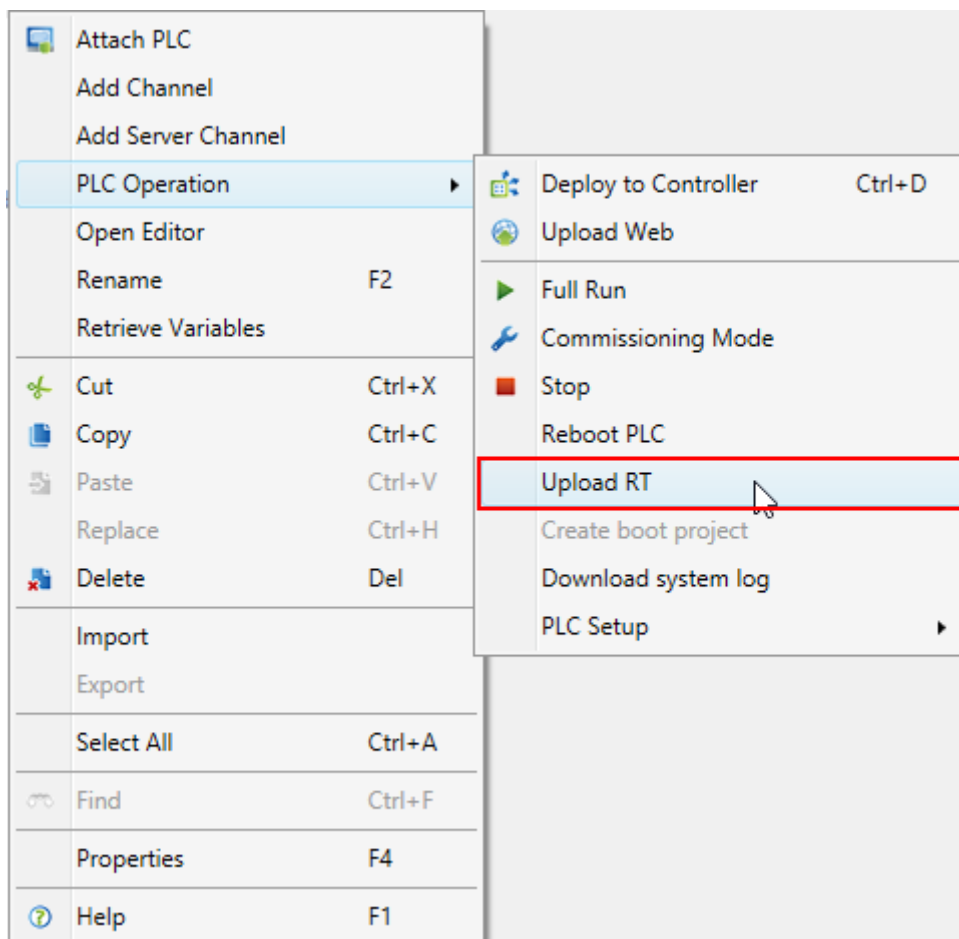 Attach PLC
Add Channel
Add Server Channel
PLC Operation
Open Editor
Rename F2
Retrieve Variables
Cut Ctrl+X
Copy Ctrl+C
Paste Ctrl+V
Replace Ctrl+H
Delete Del
Import
Export
Select All Ctrl+A
Find Ctrl+F
Properties F4
Help F1
Deploy to Controller Ctrl+D
Upload Web
Full Run
Commissioning Mode
Stop
Reboot PLC
Upload RT
Create boot project
Download system log
PLC Setup